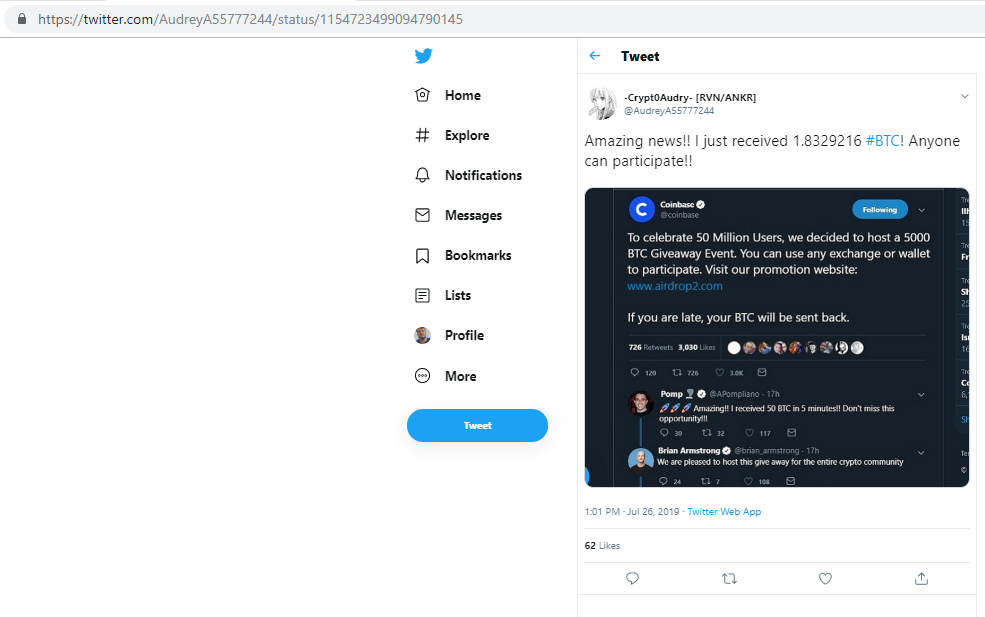 https://twitter.com/AudreyA55777244/status/1154723499094790145
Home
Explore
Notifications
Messages
Bookmarks
Lists
Profile
More
Tweet
Tweet
-Crypt0Audry- [RVN/ANKR]
@AudreyA55777244
Amazing news!! I just received 1.8329216 #BTC! Anyone
can participate!!
Coinbase
@coinbase
Following
To celebrate 50 Million Users, we decided to host a 5000
BTC Giveaway Event. You can use any exchange or wallet
to participate. Visit our promotion website:
www.airdrop2.com
If you are late, your BTC will be sent back.
726 Retweets 3,030 Likes
120 726 3.0K
Pomp @APompliano · 17h
Amazing!! I received 50 BTC in 5 minutes!! Don't miss this
opportunity!!!
30 32 117
Brian Armstrong @brian_armstrong · 17h
We are pleased to host this give away for the entire crypto community
24 7 108
1:01 PM · Jul 26, 2019 · Twitter Web App
62 Likes